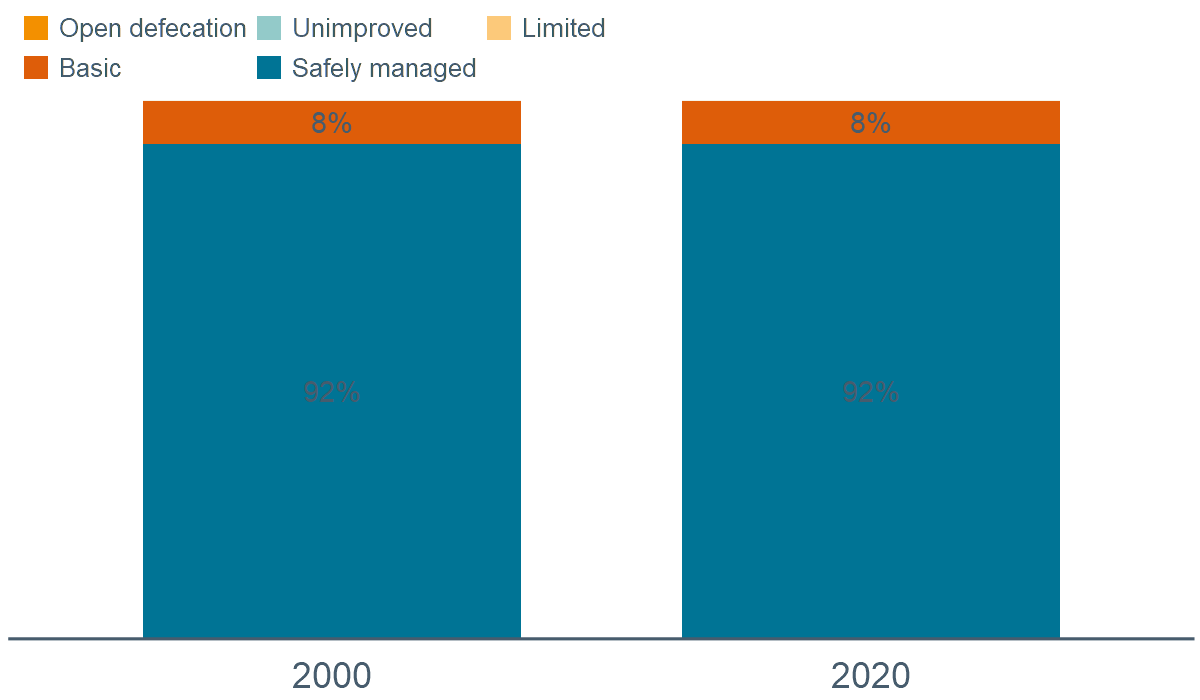 Open defecation Unimproved Limited
Basic Safely managed
8% 8%
92% 92%
2000 2020